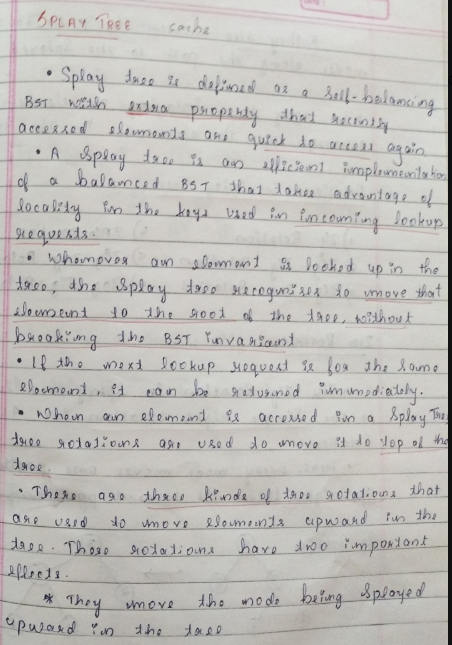 SPLAY TREE cache
• Splay tree is defined as a self-balancing
BST with extra property that recently
accessed elements are quick to access again
• A Splay tree is an efficient implementation
of a balanced BST that takes advantage of
locality in the keys used in incoming lookup
requests.
• Whenever an element is looked up in the
tree, the splay tree recognises to move that
element to the root of the tree, without
breaking the BST invariant
• If the next lookup request is for the same
element, it can be returned immediately.
• When an element is accessed in a Splay Tree
tree rotations are used to move it to top of the
tree.
• There are three kinds of tree rotations that
are used to move elements upward in the
tree. These rotations have two important
effects.
* They move the node being splayed
upward in the tree